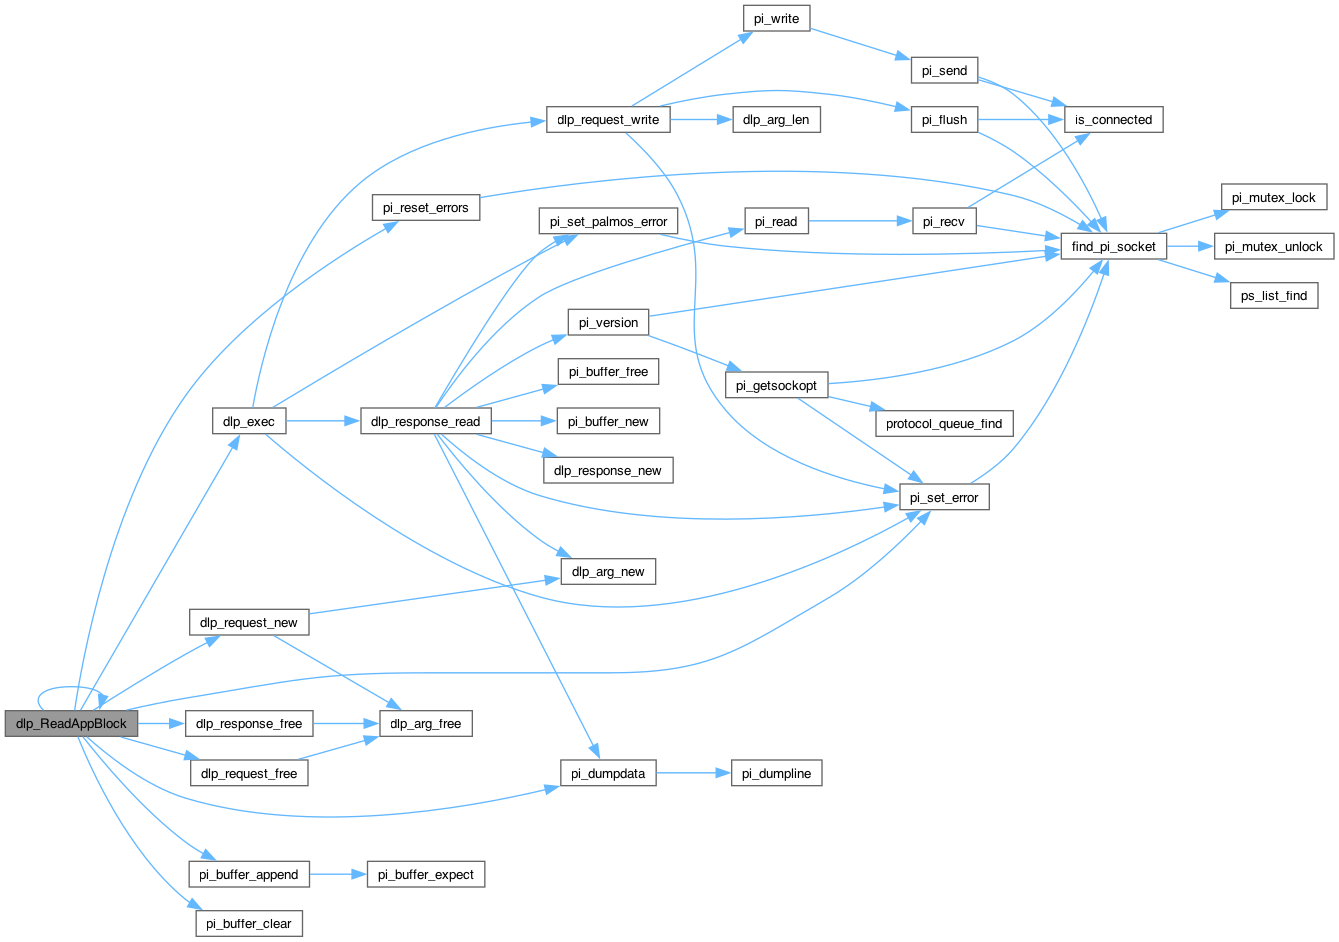 pi_write
pi_send
dlp_request_write
dlp_arg_len
pi_flush
is_connected
pi_reset_errors
pi_set_palmos_error
pi_read
pi_recv
pi_mutex_lock
find_pi_socket
pi_mutex_unlock
ps_list_find
pi_version
pi_buffer_free
pi_getsockopt
dlp_exec
dlp_response_read
pi_buffer_new
protocol_queue_find
dlp_response_new
pi_set_error
dlp_arg_new
dlp_request_new
dlp_ReadAppBlock
dlp_response_free
dlp_arg_free
dlp_request_free
pi_dumpdata
pi_dumpline
pi_buffer_append
pi_buffer_expect
pi_buffer_clear